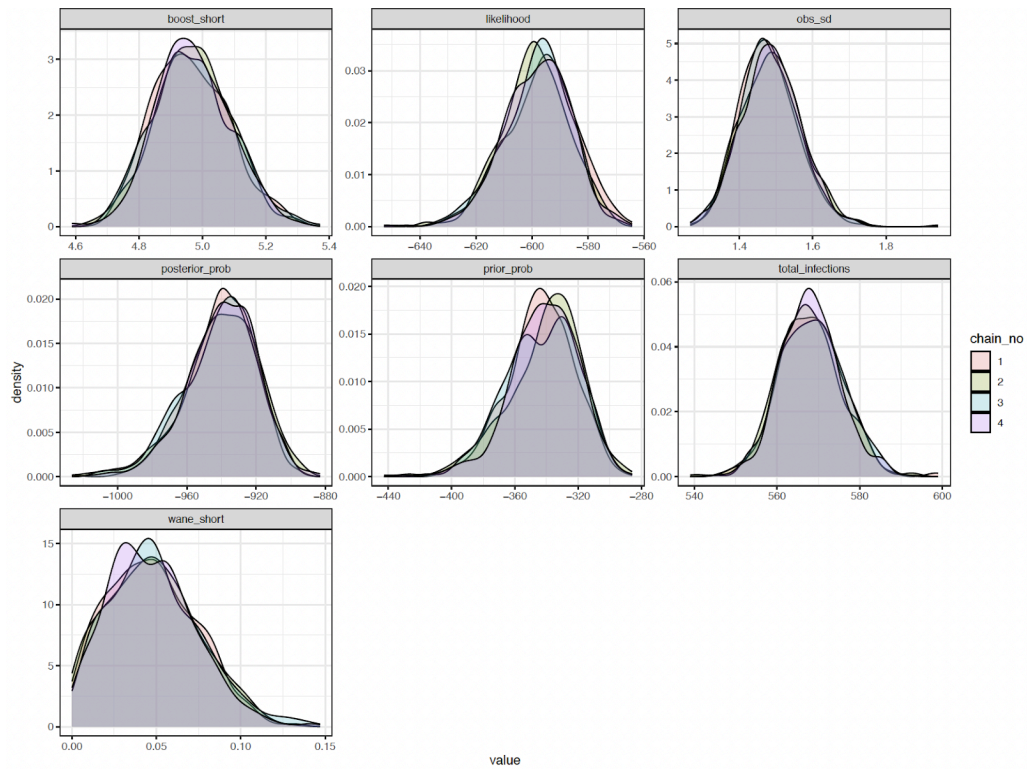 boost_short
likelihood
obs_sd
3
2
1
0
0.03
0.02
0.01
0.00
5
4
3
2
1
0
4.6 4.8 5.0 5.2 5.4
−640 −620 −600 −580 −560
1.4 1.6 1.8
posterior_prob
prior_prob
total_infections
0.020
0.015
0.010
0.005
0.000
0.020
0.015
0.010
0.005
0.000
0.06
0.04
0.02
0.00
−1000 −960 −920 −880
−440 −400 −360 −320 −280
540 560 580 600
wane_short
15
10
5
0
0.00 0.05 0.10 0.15
density
value
chain_no
1
2
3
4